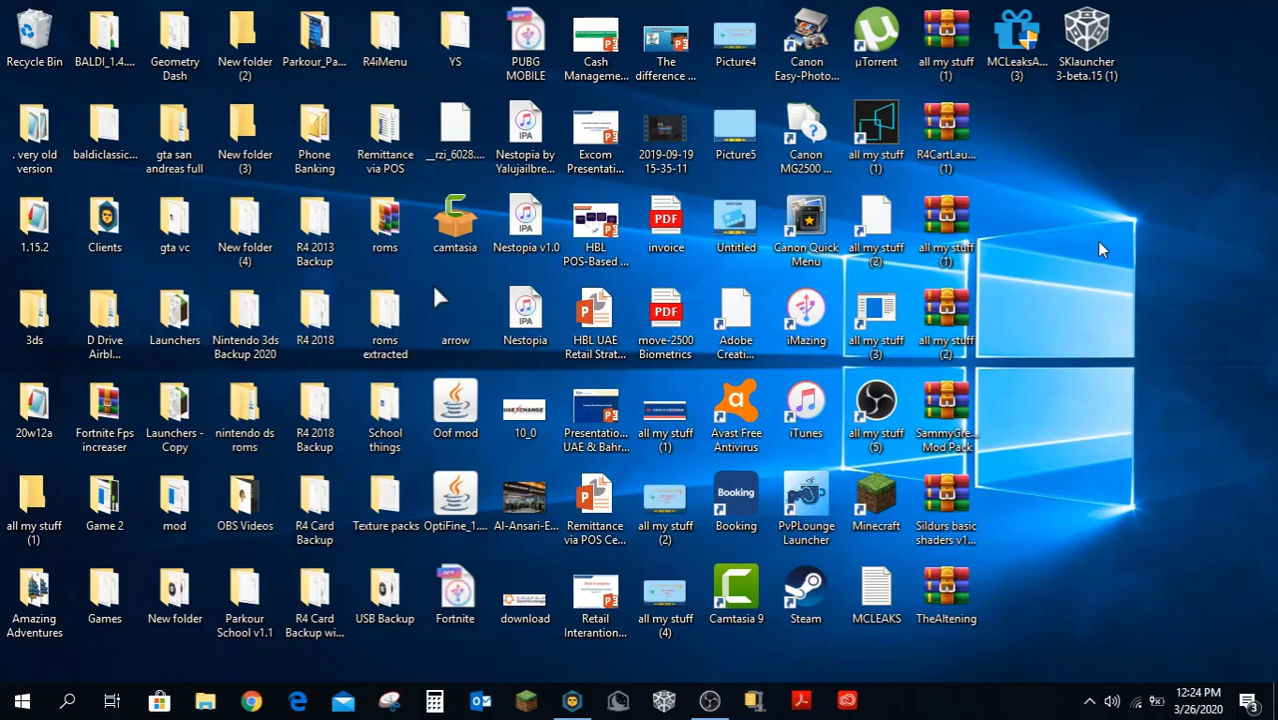 Recycle Bin
BALDI_1.4....
Geometry
Dash
New folder
(2)
Parkour_Pa...
R4iMenu
YS
PUBG
MOBILE
Cash
Manageme...
The
difference ...
Picture4
Canon
Easy-Photo...
µTorrent
all my stuff
(1)
MCLeaksA...
(3)
SKlauncher
3-beta.15 (1)
. very old
version
baldiclassic...
gta san
andreas full
New folder
(3)
Phone
Banking
Remittance
via POS
__rzi_6028....
Nestopia by
Yalujailbre...
Excom
Presentati...
2019-09-19
15-35-11
Picture5
Canon
MG2500 ...
all my stuff
(1)
R4CartLau...
(1)
1.15.2
Clients
gta vc
New folder
(4)
R4 2013
Backup
roms
camtasia
Nestopia v1.0
HBL
POS-Based ...
invoice
Untitled
Canon Quick
Menu
all my stuff
(2)
all my stuff
(1)
3ds
D Drive
Airbl...
Launchers
Nintendo 3ds
Backup 2020
R4 2018
roms
extracted
arrow
Nestopia
HBL UAE
Retail Strat...
move-2500
Biometrics
Adobe
Creati...
iMazing
all my stuff
(3)
all my stuff
(2)
20w12a
Fortnite Fps
increaser
Launchers -
Copy
nintendo ds
roms
R4 2018
Backup
School
things
Oof mod
10_0
Presentatio...
UAE & Bahr...
all my stuff
(1)
Avast Free
Antivirus
iTunes
all my stuff
(5)
SammyGre...
Mod Pack
all my stuff
(1)
Game 2
mod
OBS Videos
R4 Card
Backup
Texture packs
OptiFine_1....
Al-Ansari-E...
Remittance
via POS Ce...
all my stuff
(2)
Booking
Booking
PvPLounge
Launcher
Minecraft
Sildurs basic
shaders v1...
Amazing
Adventures
Games
New folder
Parkour
School v1.1
R4 Card
Backup wi...
USB Backup
Fortnite
download
Retail
Interantion...
all my stuff
(4)
Camtasia 9
Steam
MCLEAKS
TheAltening
12:24 PM
3/26/2020
3